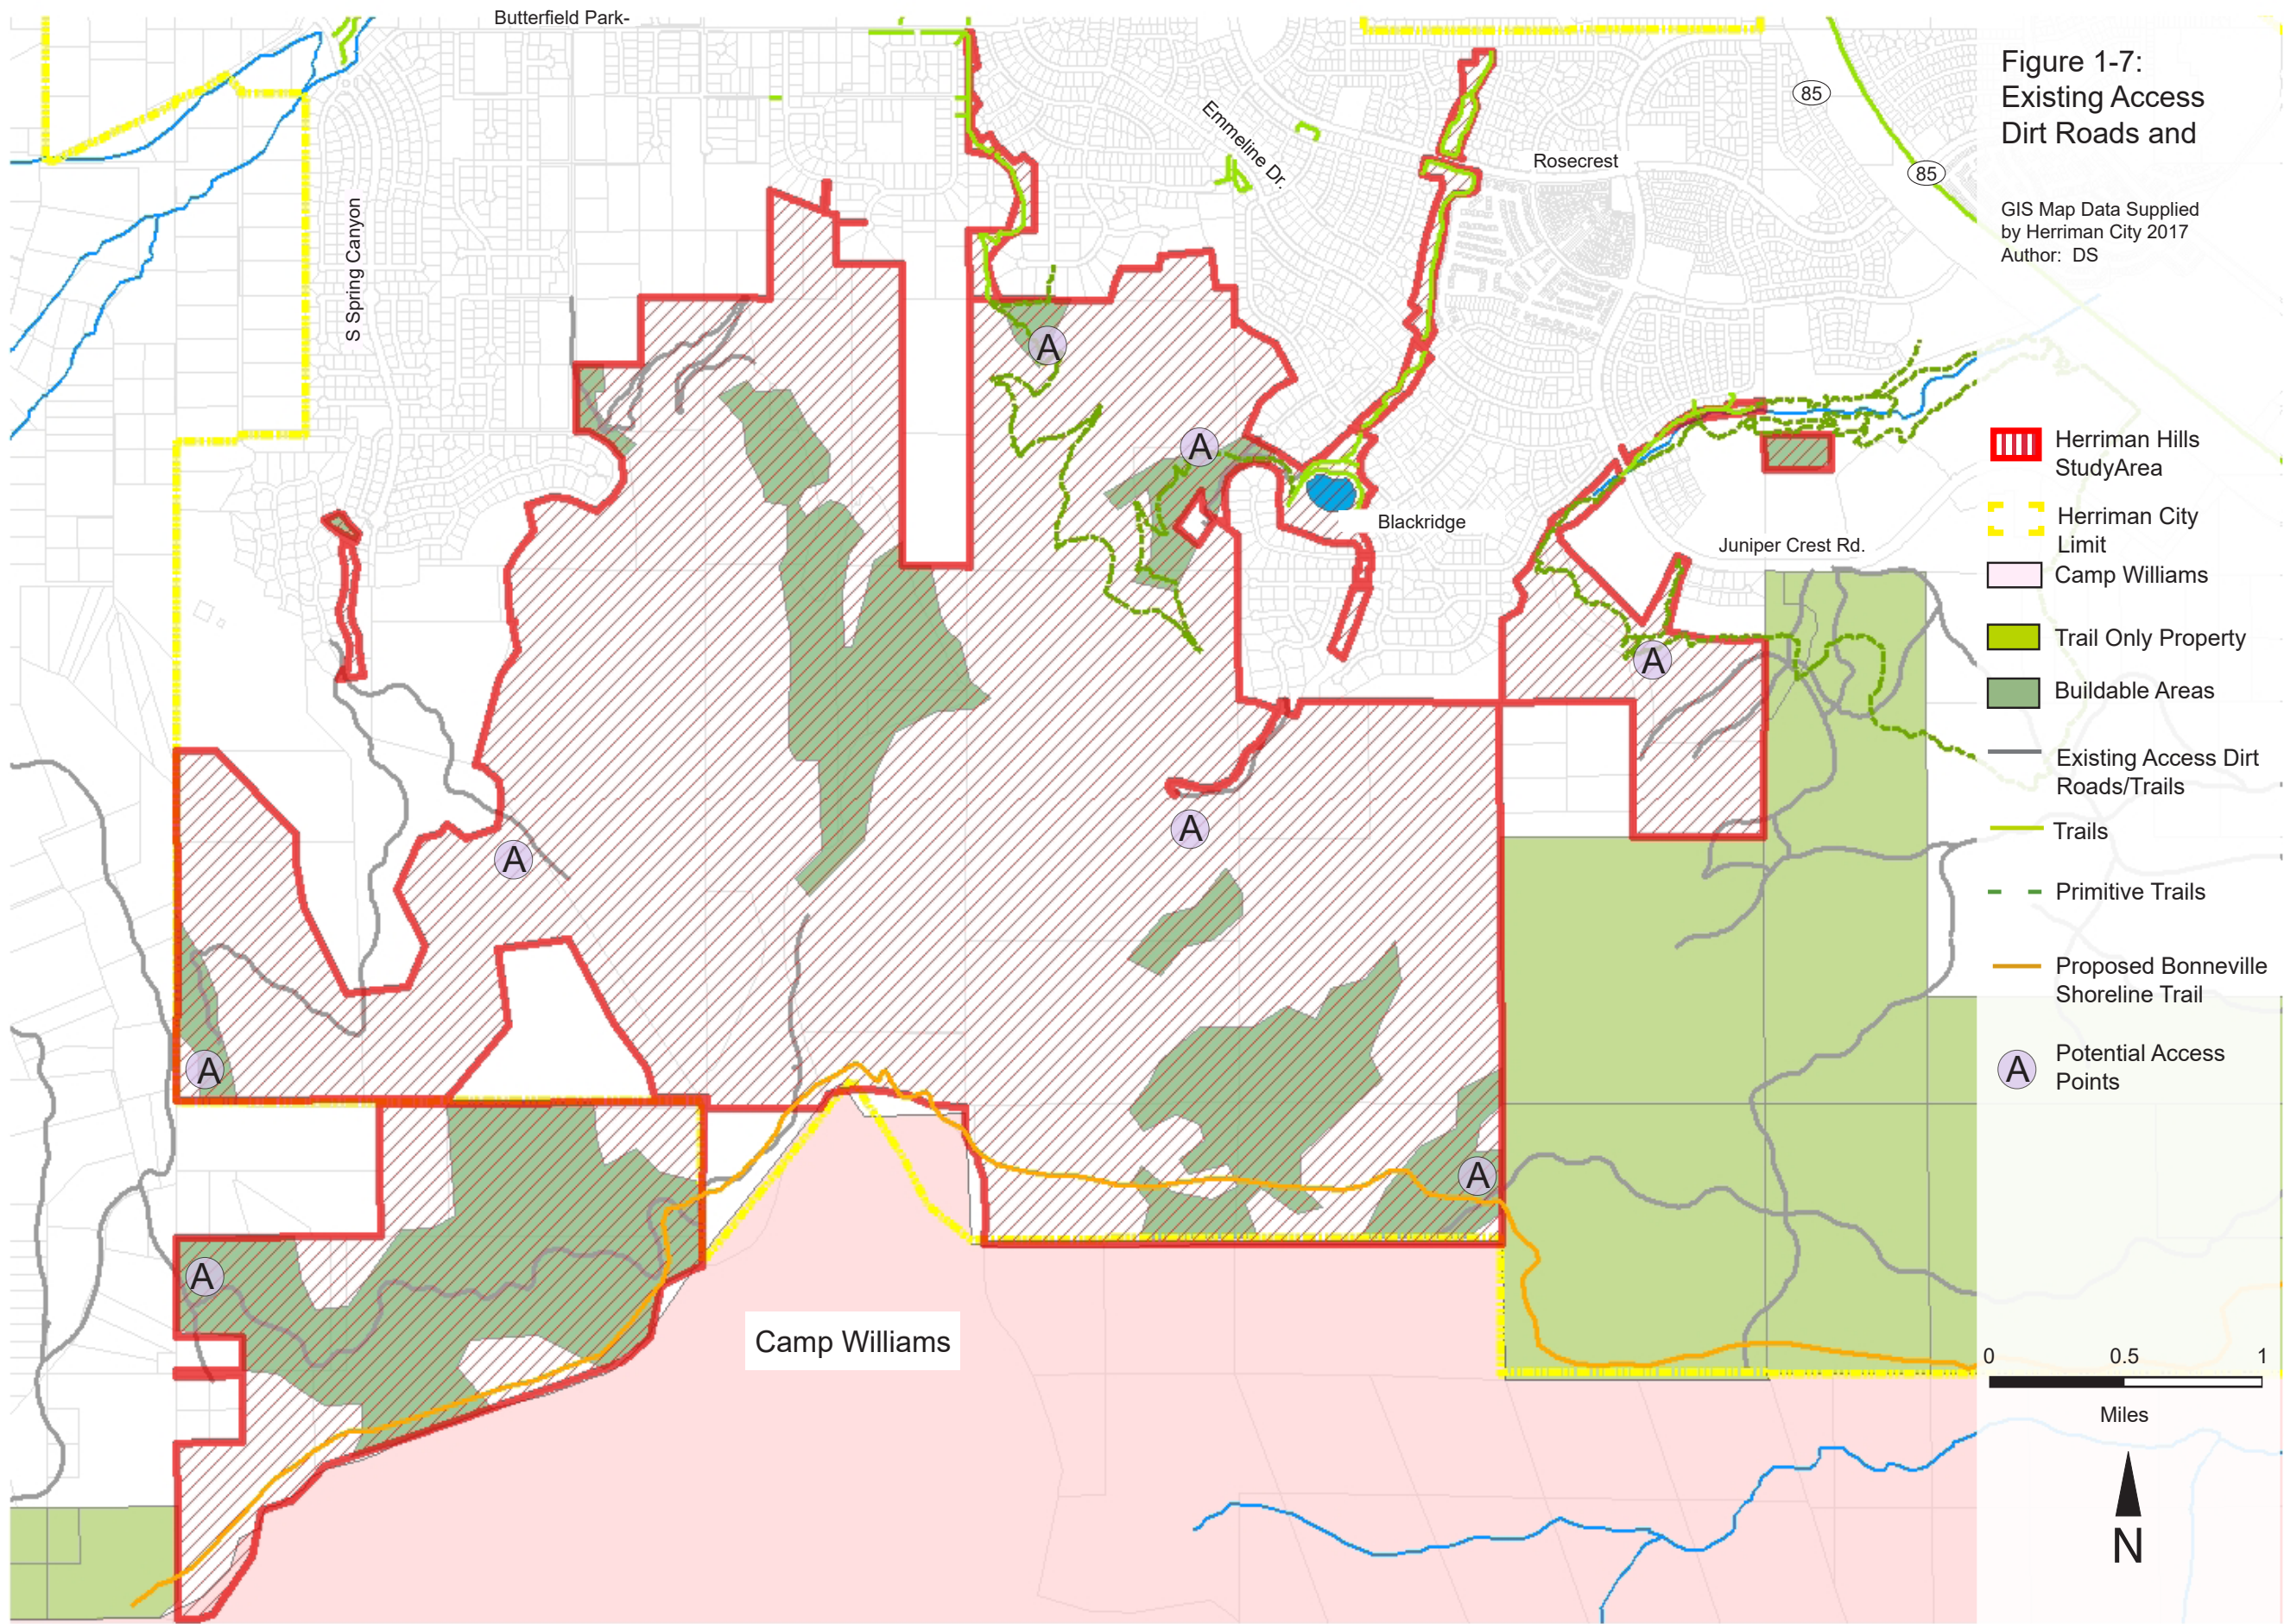 Butterfield Park-
Figure 1-7:
Existing Access
Dirt Roads and
GIS Map Data Supplied
by Herriman City 2017
Author: DS
85
85
Emmeline Dr.
Rosecrest
S Spring Canyon
A
A
Blackridge
Juniper Crest Rd.
A
A
A
A
A
A
Camp Williams
Herriman Hills
StudyArea
Herriman City
Limit
Camp Williams
Trail Only Property
Buildable Areas
Existing Access Dirt
Roads/Trails
Trails
Primitive Trails
Proposed Bonneville
Shoreline Trail
A
Potential Access
Points
0 0.5 1
Miles
N